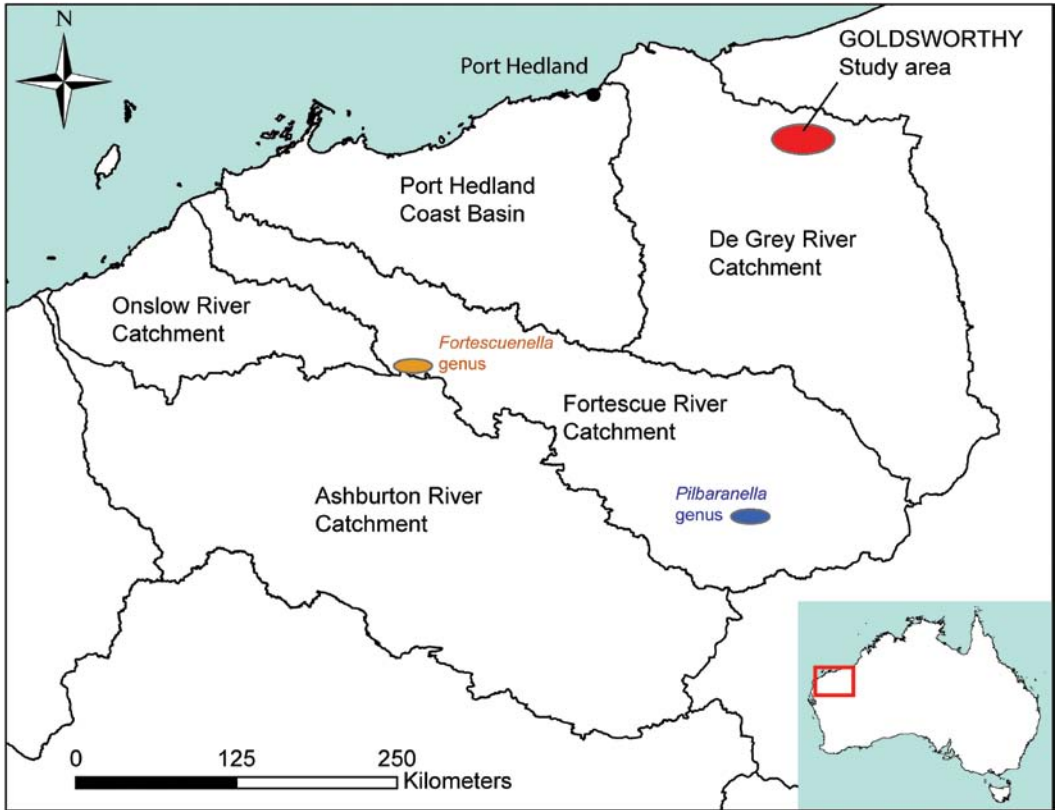 N
GOLDSWORTHY
Study area
Port Hedland
Port Hedland
Coast Basin
De Grey River
Catchment
Onslow River
Catchment
Fortescuenella
genus
Fortescue River
Catchment
Ashburton River
Catchment
Pilbaranella
genus
0 125 250
Kilometers